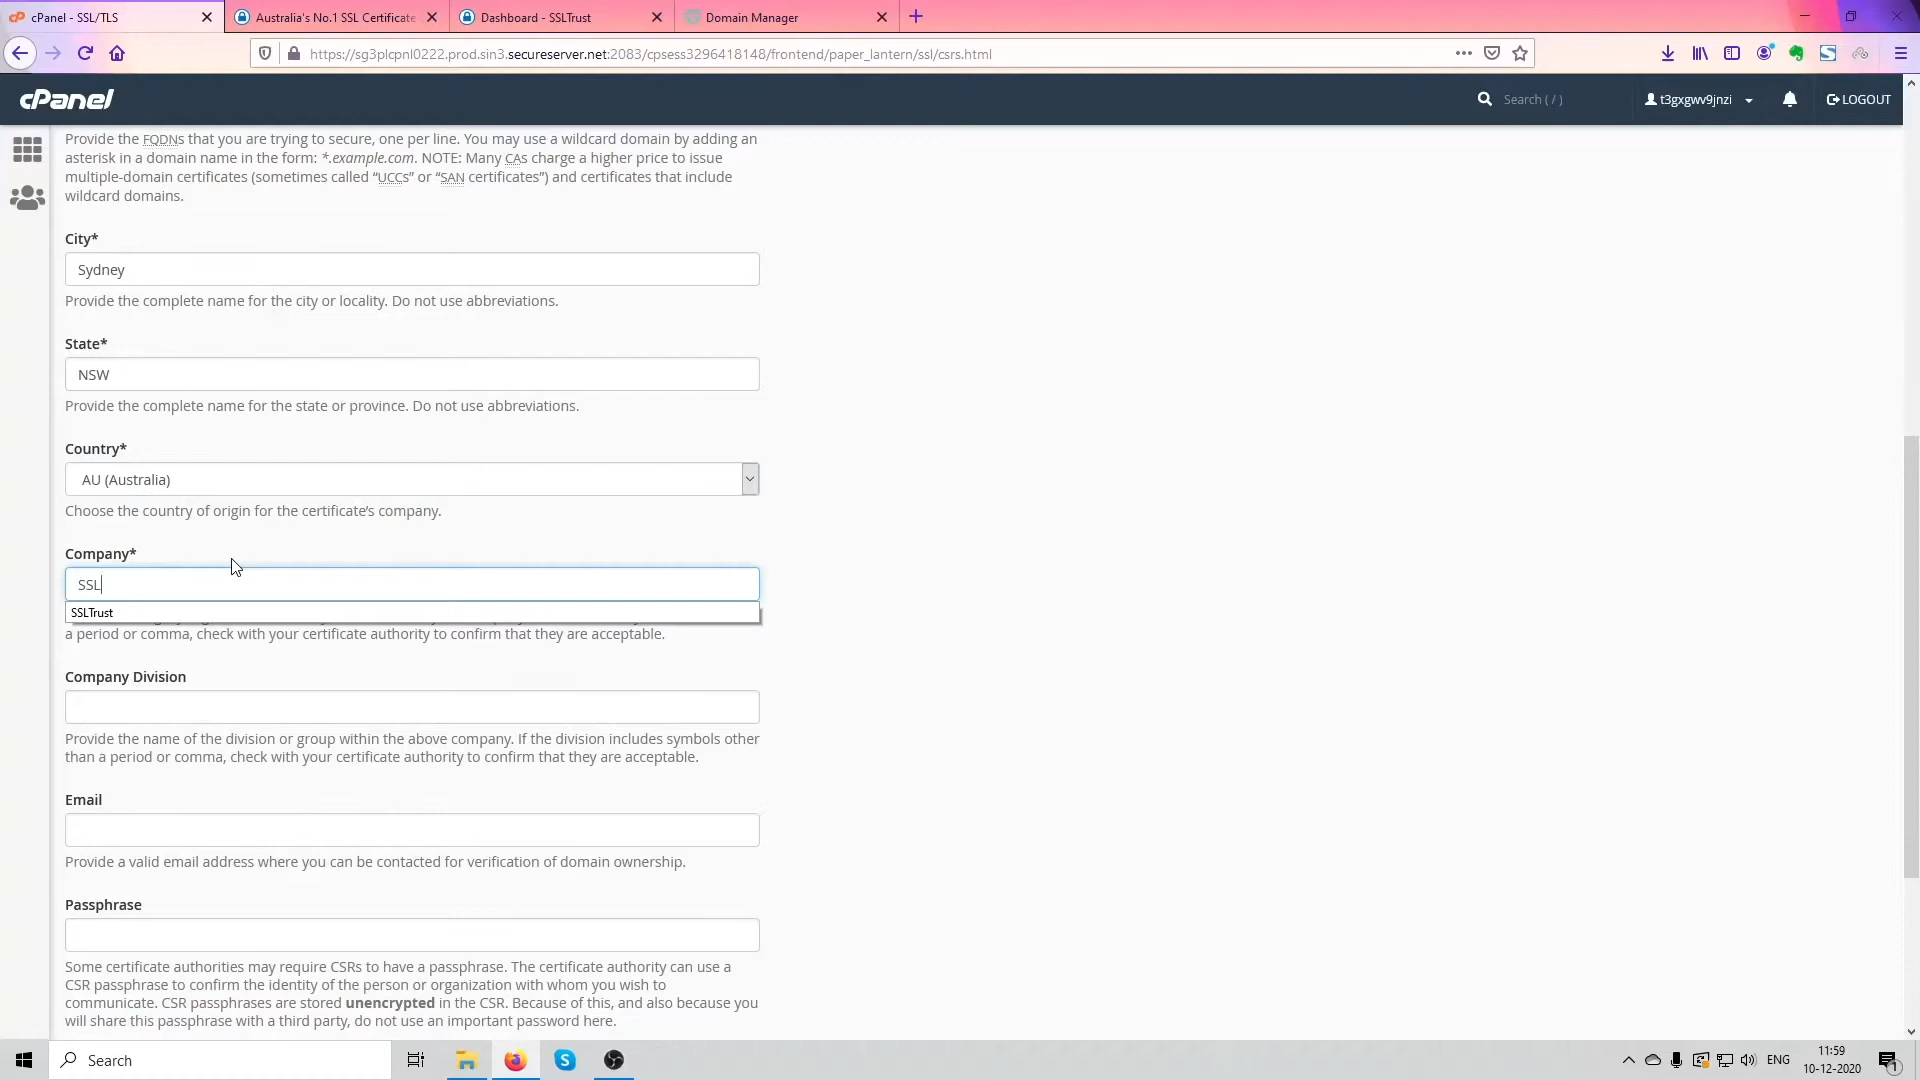 cPanel - SSL/TLS
Australia's No.1 SSL Certificate
Dashboard - SSLTrust
Domain Manager
https://sg3plcpnl0222.prod.sin3.secureserver.net:2083/cpsess3296418148/frontend/paper_lantern/ssl/csrs.html
cPanel
Search ( / )
t3gxgwv9jnzi
LOGOUT
Provide the FQDNs that you are trying to secure, one per line. You may use a wildcard domain by adding an
asterisk in a domain name in the form: *.example.com. NOTE: Many CAs charge a higher price to issue
multiple-domain certificates (sometimes called “UCCs” or “SAN certificates”) and certificates that include
wildcard domains.
City*
Sydney
Provide the complete name for the city or locality. Do not use abbreviations.
State*
NSW
Provide the complete name for the state or province. Do not use abbreviations.
Country*
AU (Australia)
Choose the country of origin for the certificate’s company.
Company*
SSL
SSLTrust
a period or comma, check with your certificate authority to confirm that they are acceptable.
Company Division
Provide the name of the division or group within the above company. If the division includes symbols other
than a period or comma, check with your certificate authority to confirm that they are acceptable.
Email
Provide a valid email address where you can be contacted for verification of domain ownership.
Passphrase
Some certificate authorities may require CSRs to have a passphrase. The certificate authority can use a
CSR passphrase to confirm the identity of the person or organization with whom you wish to
communicate. CSR passphrases are stored unencrypted in the CSR. Because of this, and also because you
will share this passphrase with a third party, do not use an important password here.
Search
ENG
11:59
10-12-2020
1